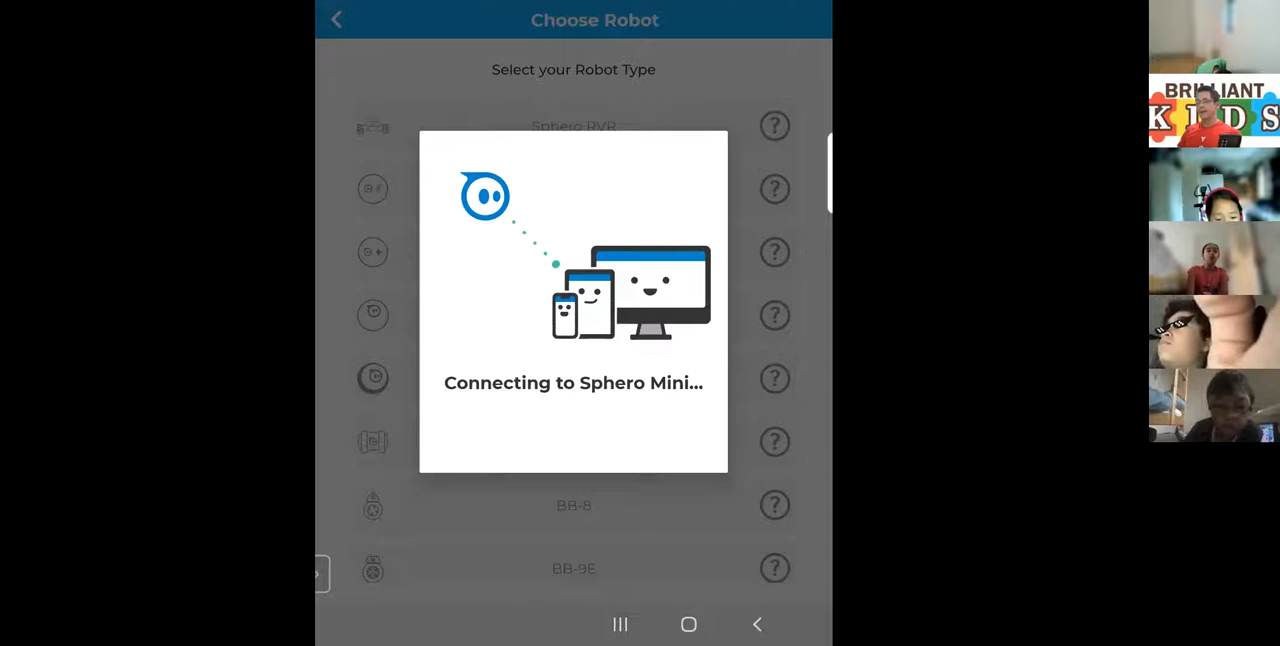 Choose Robot
Select your Robot Type
Sphero RVR
Connecting to Sphero Mini...
BB-8
BB-9E
BRILLIANT
KIDS